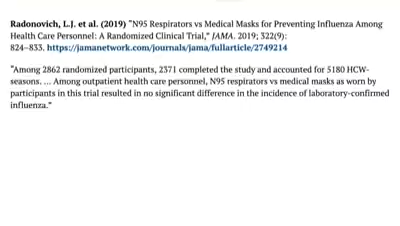 Radonovich, L.J. et al. (2019) "N95 Respirators vs Medical Masks for Preventing Influenza Among
Health Care Personnel: A Randomized Clinical Trial," JAMA. 2019; 322(9):
824–833. https://jamanetwork.com/journals/jama/fullarticle/2749214
"Among 2862 randomized participants, 2371 completed the study and accounted for 5180 HCW-
seasons. ... Among outpatient health care personnel, N95 respirators vs medical masks as worn by
participants in this trial resulted in no significant difference in the incidence of laboratory-confirmed
influenza."